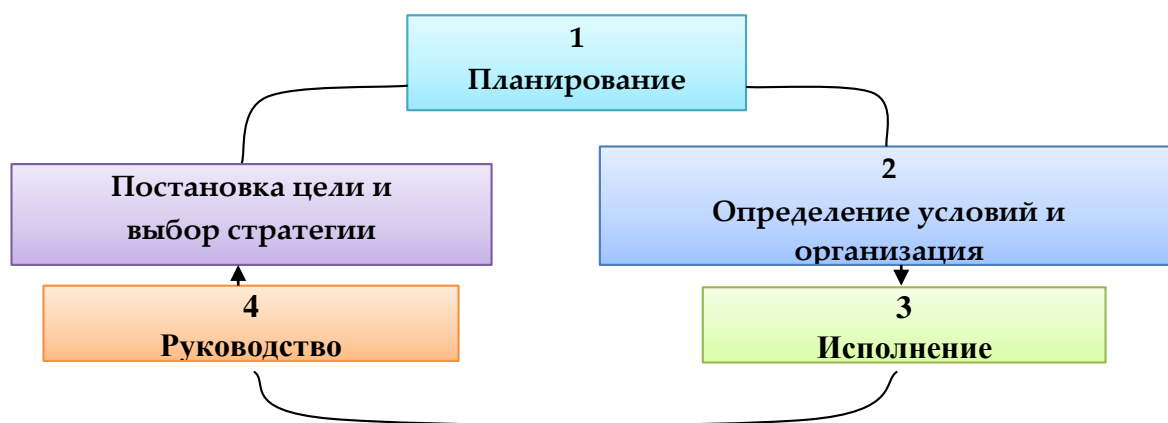 1
Планирование
Постановка цели и
выбор стратегии
2
Определение условий и
организация
4
Руководство
3
Исполнение